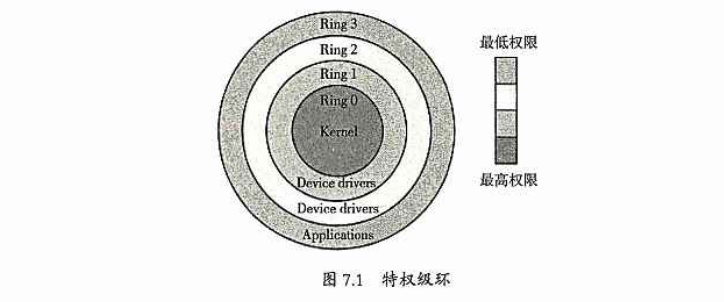 Ring 3
Ring 2
Ring 1
Ring 0
Kernel
Device drivers
Device drivers
Applications
最低权限
最高权限
图 7.1 特权级环